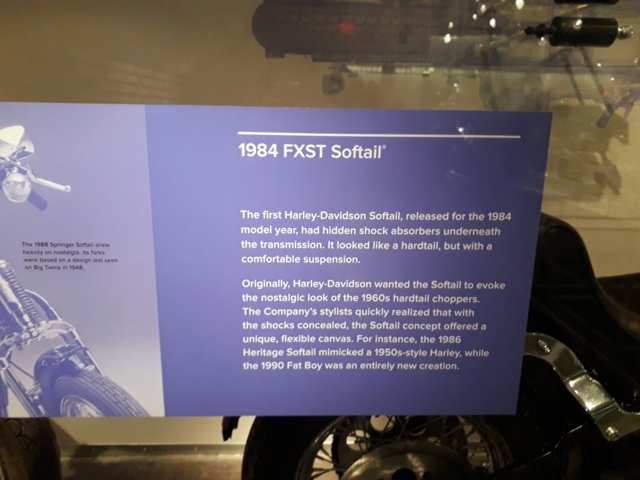 1984 FXST Softail®
The first Harley-Davidson Softail, released for the 1984
model year, had hidden shock absorbers underneath
the transmission. It looked like a hardtail, but with a
comfortable suspension.
Originally, Harley-Davidson wanted the Softail to evoke
the nostalgic look of the 1960s hardtail choppers.
The Company's stylists quickly realized that with
the shocks concealed, the Softail concept offered a
unique, flexible canvas. For instance, the 1986
Heritage Softail mimicked a 1950s-style Harley, while
the 1990 Fat Boy was an entirely new creation.
The 1988 Springer Softail drew
heavily on nostalgia. Its forks
were based on a design last seen
on Big Twins in 1948.